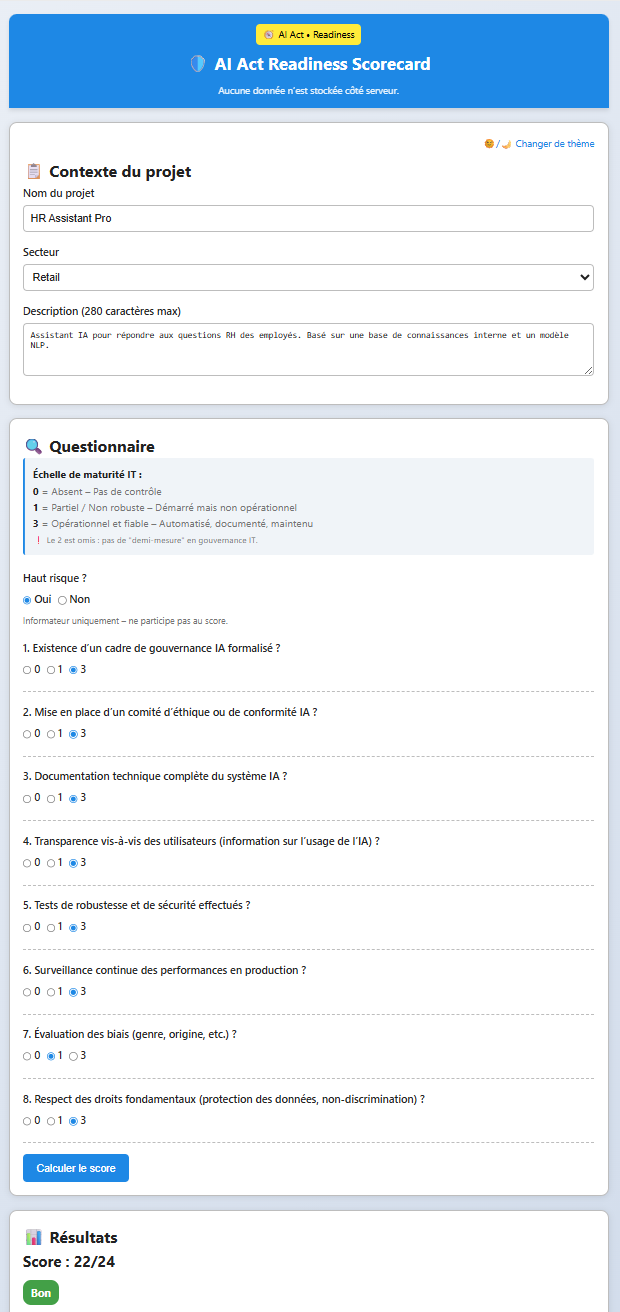 AI Act • Readiness
AI Act Readiness Scorecard
Aucune donnée n'est stockée côté serveur.
/ Changer de thème
Contexte du projet
Nom du projet
HR Assistant Pro
Secteur
Retail
Description (280 caractères max)
Assistant IA pour répondre aux questions RH des employés. Basé sur une base de connaissances interne et un modèle
NLP.
Questionnaire
Échelle de maturité IT :
0 = Absent – Pas de contrôle
1 = Partiel / Non robuste – Démarré mais non opérationnel
3 = Opérationnel et fiable – Automatisé, documenté, maintenu
❗ Le 2 est omis : pas de "demi-mesure" en gouvernance IT.
Haut risque ?
Oui Non
Informateur uniquement – ne participe pas au score.
1. Existence d'un cadre de gouvernance IA formalisé ?
0 1 3
2. Mise en place d'un comité d'éthique ou de conformité IA ?
0 1 3
3. Documentation technique complète du système IA ?
0 1 3
4. Transparence vis-à-vis des utilisateurs (information sur l'usage de l'IA) ?
0 1 3
5. Tests de robustesse et de sécurité effectués ?
0 1 3
6. Surveillance continue des performances en production ?
0 1 3
7. Évaluation des biais (genre, origine, etc.) ?
0 1 3
8. Respect des droits fondamentaux (protection des données, non-discrimination) ?
0 1 3
Calculer le score
Résultats
Score : 22/24
Bon